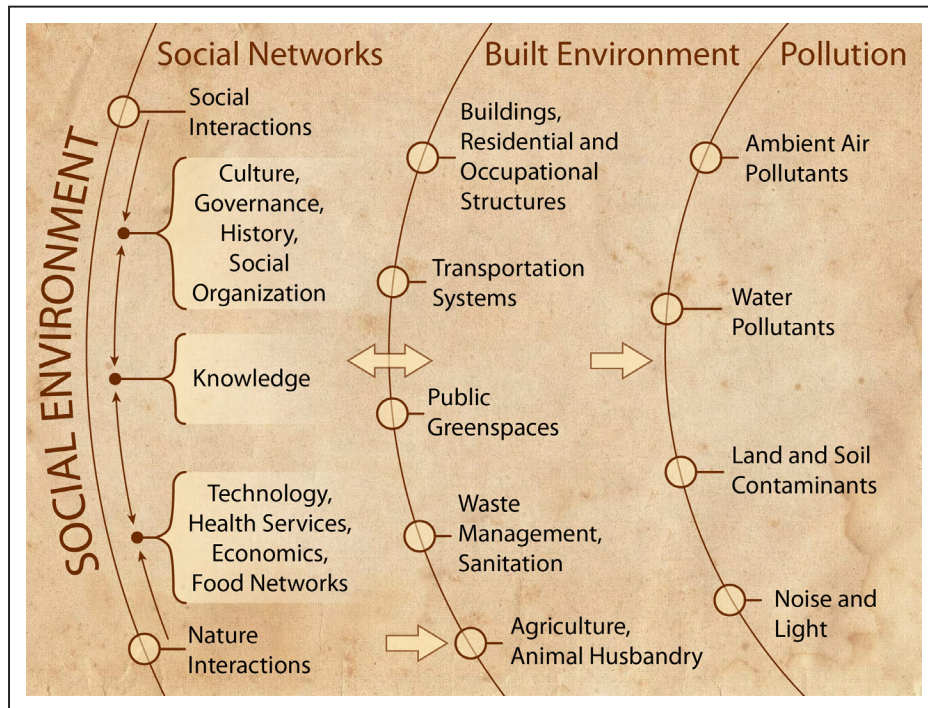 Social Networks
Built Environment
Pollution
SOCIAL ENVIRONMENT
Social
Interactions
Culture,
Governance,
History,
Social
Organization
Knowledge
Technology,
Health Services,
Economics,
Food Networks
Nature
Interactions
Buildings,
Residential and
Occupational
Structures
Transportation
Systems
Public
Greenspaces
Waste
Management,
Sanitation
Agriculture,
Animal Husbandry
Ambient Air
Pollutants
Water
Pollutants
Land and Soil
Contaminants
Noise and
Light